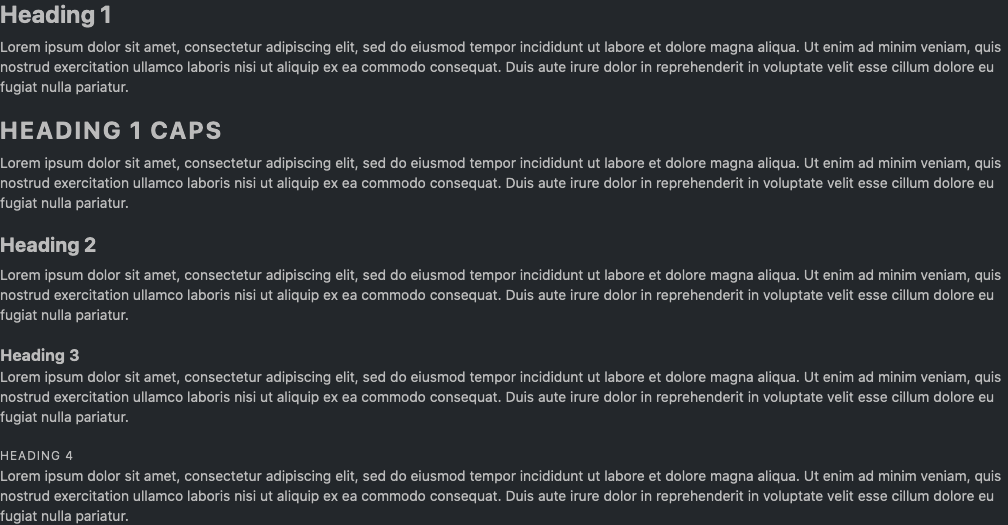 Heading 1
Lorem ipsum dolor sit amet, consectetur adipiscing elit, sed do eiusmod tempor incididunt ut labore et dolore magna aliqua. Ut enim ad minim veniam, quis
nostrud exercitation ullamco laboris nisi ut aliquip ex ea commodo consequat. Duis aute irure dolor in reprehenderit in voluptate velit esse cillum dolore eu
fugiat nulla pariatur.
HEADING 1 CAPS
Lorem ipsum dolor sit amet, consectetur adipiscing elit, sed do eiusmod tempor incididunt ut labore et dolore magna aliqua. Ut enim ad minim veniam, quis
nostrud exercitation ullamco laboris nisi ut aliquip ex ea commodo consequat. Duis aute irure dolor in reprehenderit in voluptate velit esse cillum dolore eu
fugiat nulla pariatur.
Heading 2
Lorem ipsum dolor sit amet, consectetur adipiscing elit, sed do eiusmod tempor incididunt ut labore et dolore magna aliqua. Ut enim ad minim veniam, quis
nostrud exercitation ullamco laboris nisi ut aliquip ex ea commodo consequat. Duis aute irure dolor in reprehenderit in voluptate velit esse cillum dolore eu
fugiat nulla pariatur.
Heading 3
Lorem ipsum dolor sit amet, consectetur adipiscing elit, sed do eiusmod tempor incididunt ut labore et dolore magna aliqua. Ut enim ad minim veniam, quis
nostrud exercitation ullamco laboris nisi ut aliquip ex ea commodo consequat. Duis aute irure dolor in reprehenderit in voluptate velit esse cillum dolore eu
fugiat nulla pariatur.
HEADING 4
Lorem ipsum dolor sit amet, consectetur adipiscing elit, sed do eiusmod tempor incididunt ut labore et dolore magna aliqua. Ut enim ad minim veniam, quis
nostrud exercitation ullamco laboris nisi ut aliquip ex ea commodo consequat. Duis aute irure dolor in reprehenderit in voluptate velit esse cillum dolore eu
fugiat nulla pariatur.